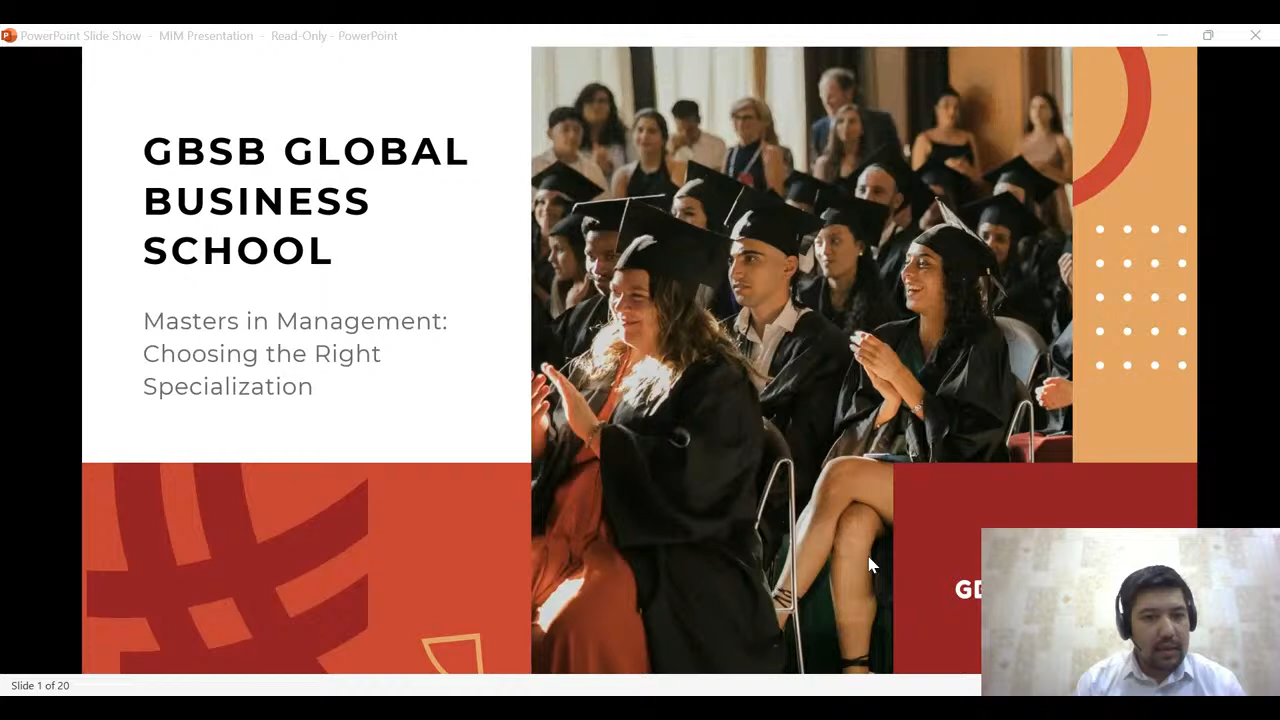 PowerPoint Slide Show - MIM Presentation - Read-Only - PowerPoint
GBSB GLOBAL
BUSINESS
SCHOOL
Masters in Management:
Choosing the Right
Specialization
Slide 1 of 20